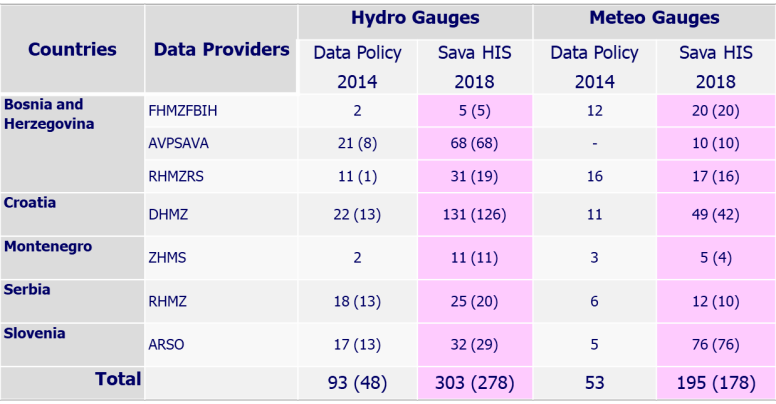 Countries Data Providers Hydro Gauges Meteo Gauges
Data Policy 2014 Sava HIS 2018 Data Policy 2014 Sava HIS 2018
Bosnia and Herzegovina FHMZFBIH 2 5 (5) 12 20 (20)
AVPSAVA 21 (8) 68 (68) - 10 (10)
RHMZRS 11 (1) 31 (19) 16 17 (16)
Croatia DHMZ 22 (13) 131 (126) 11 49 (42)
Montenegro ZHMS 2 11 (11) 3 5 (4)
Serbia RHMZ 18 (13) 25 (20) 6 12 (10)
Slovenia ARSO 17 (13) 32 (29) 5 76 (76)
Total 93 (48) 303 (278) 53 195 (178)